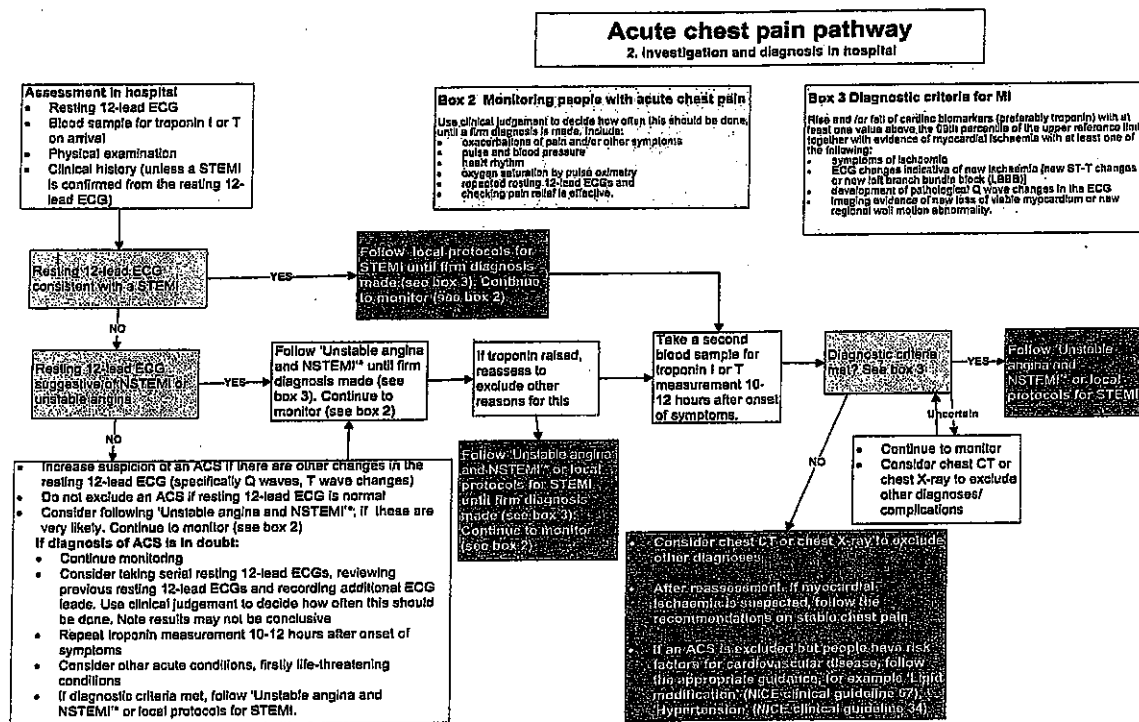 Acute chest pain pathway
2. Investigation and diagnosis in hospital
Assessment in hospital
• Resting 12-lead ECG
• Blood sample for troponin I or T
on arrival
• Physical examination
• Clinical history (unless a STEMI
is confirmed from the resting 12-
lead ECG)
Box 2 Monitoring people with acute chest pain
Use clinical judgement to decide how often this should be done,
until a firm diagnosis is made. Include:
• exacerbations of pain and/or other symptoms
• pulse and blood pressure
• heart rhythm
• oxygen saturation by pulse oximetry
• repeated resting 12-lead ECGs and
• checking pain relief is effective.
Box 3 Diagnostic criteria for MI
Rise and /or fall of cardiac biomarkers (preferably troponin) with at
least one value above the 99th percentile of the upper reference limit
together with evidence of myocardial ischaemia with at least one of
the following:
• symptoms of ischaemia
• ECG changes indicative of new ischaemia (new ST-T changes
or new left branch bundle block (LBBB)]
• development of pathological Q wave changes in the ECG
• imaging evidence of new loss of viable myocardium or new
regional wall motion abnormality.
Resting 12-lead ECG
consistent with a STEMI
YES
Follow local protocols for
STEMI until firm diagnosis
made (see box 3). Continue
to monitor (see box 2)
NO
Resting 12-lead ECG
suggestive of NSTEMI or
unstable angina
YES
Follow 'Unstable angina
and NSTEMI'* until firm
diagnosis made (see
box 3). Continue to
monitor (see box 2)
If troponin raised,
reassess to
exclude other
reasons for this
Take a second
blood sample for
troponin I or T
measurement 10-
12 hours after onset
of symptoms.
Diagnostic criteria
met? See box 3
YES
Follow 'Unstable
angina and
NSTEMI'* or local
protocols for STEMI
Uncertain
NO
NO
Follow 'Unstable angina
and NSTEMI'* or local
protocols for STEMI
until firm diagnosis
made (see box 3).
Continue to monitor
(see box 2)
• Continue to monitor
• Consider chest CT or
chest X-ray to exclude
other diagnoses/
complications
• Increase suspicion of an ACS if there are other changes in the
resting 12-lead ECG (specifically Q waves, T wave changes)
• Do not exclude an ACS if resting 12-lead ECG is normal
• Consider following 'Unstable angina and NSTEMI'*; if these are
very likely. Continue to monitor (see box 2)
If diagnosis of ACS is in doubt:
• Continue monitoring
• Consider taking serial resting 12-lead ECGs, reviewing
previous resting 12-lead ECGs and recording additional ECG
leads. Use clinical judgement to decide how often this should
be done. Note results may not be conclusive
• Repeat troponin measurement 10-12 hours after onset of
symptoms
• Consider other acute conditions, firstly life-threatening
conditions
• If diagnostic criteria met, follow 'Unstable angina and
NSTEMI'* or local protocols for STEMI.
• Consider chest CT or chest X-ray to exclude
other diagnoses
• After reassessment, if myocardial
ischaemia is suspected, follow the
recommendations on stable chest pain
• If an ACS is excluded but people have risk
factors for cardiovascular disease, follow
the appropriate guidance, for example 'Lipid
modification' (NICE clinical guideline 67),
'Hypertension' (NICE clinical guideline 34).